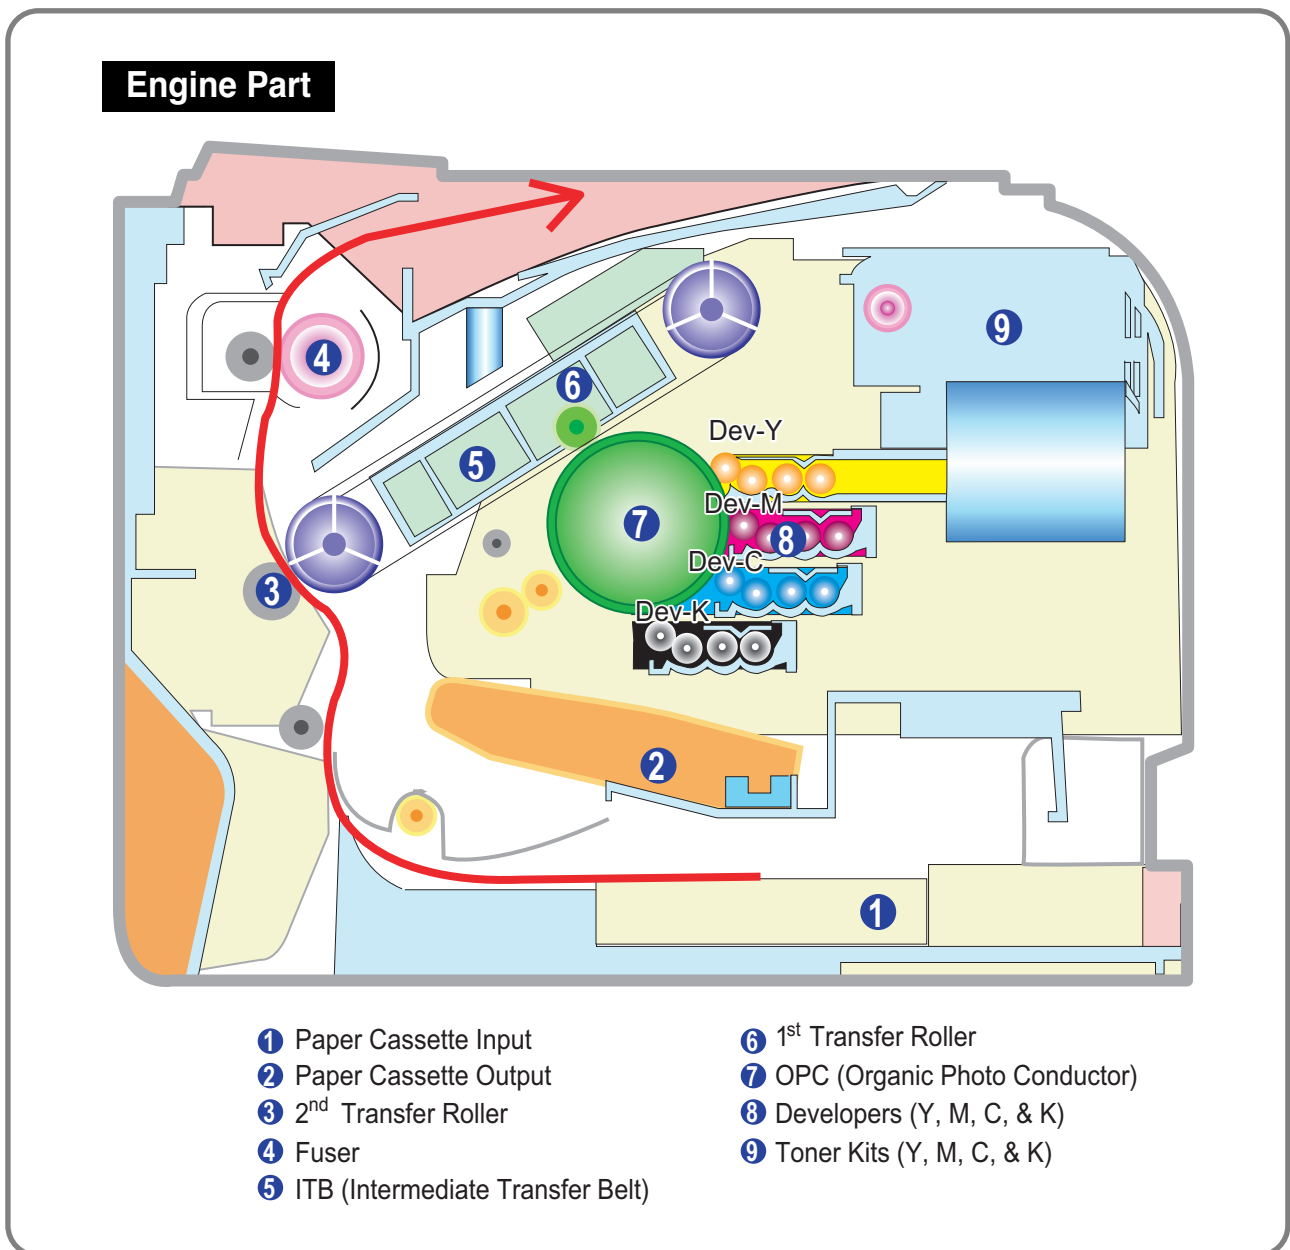 Engine Part
4
9
6
Dev-Y
5
Dev-M
7
8
Dev-C
3
Dev-K
2
1
1 Paper Cassette Input
2 Paper Cassette Output
3 2nd Transfer Roller
4 Fuser
5 ITB (Intermediate Transfer Belt)
6 1st Transfer Roller
7 OPC (Organic Photo Conductor)
8 Developers (Y, M, C, & K)
9 Toner Kits (Y, M, C, & K)